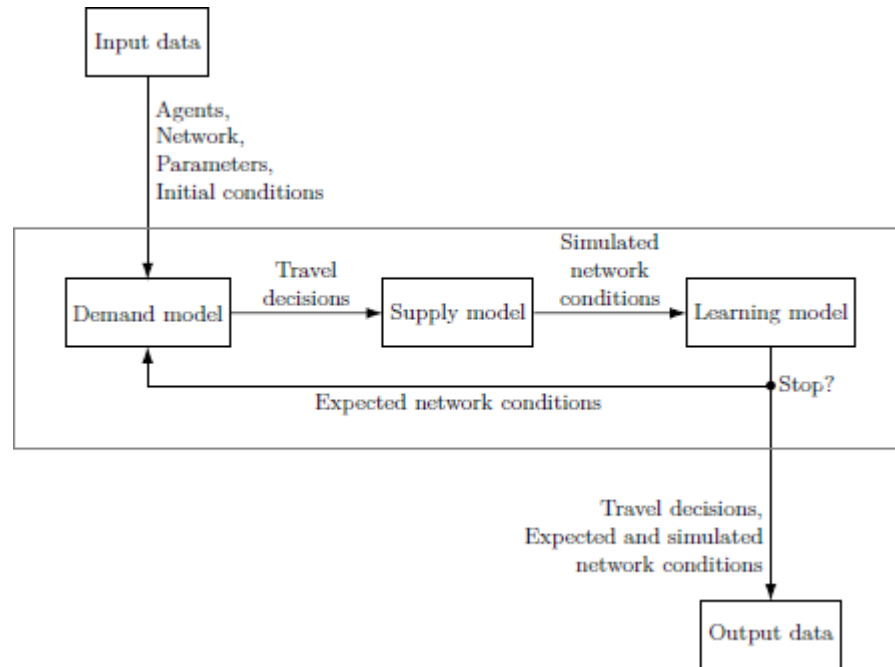 Input data
Agents,
Network,
Parameters,
Initial conditions
Demand model
Travel
decisions
Supply model
Simulated
network
conditions
Learning model
Stop?
Expected network conditions
Travel decisions,
Expected and simulated
network conditions
Output data